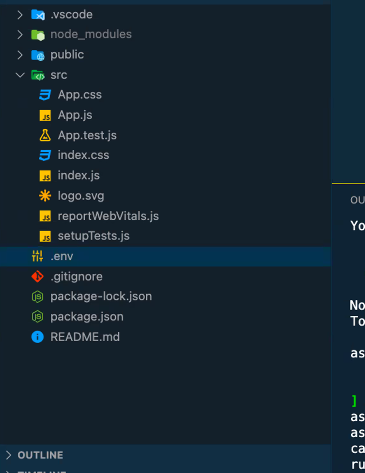 .vscode
node_modules
public
src
App.css
App.js
App.test.js
index.css
index.js
logo.svg
reportWebVitals.js
setupTests.js
.env
.gitignore
package-lock.json
package.json
README.md
OUTLINE
OU
Yo
No
To
as
]
as
as
ca
ru